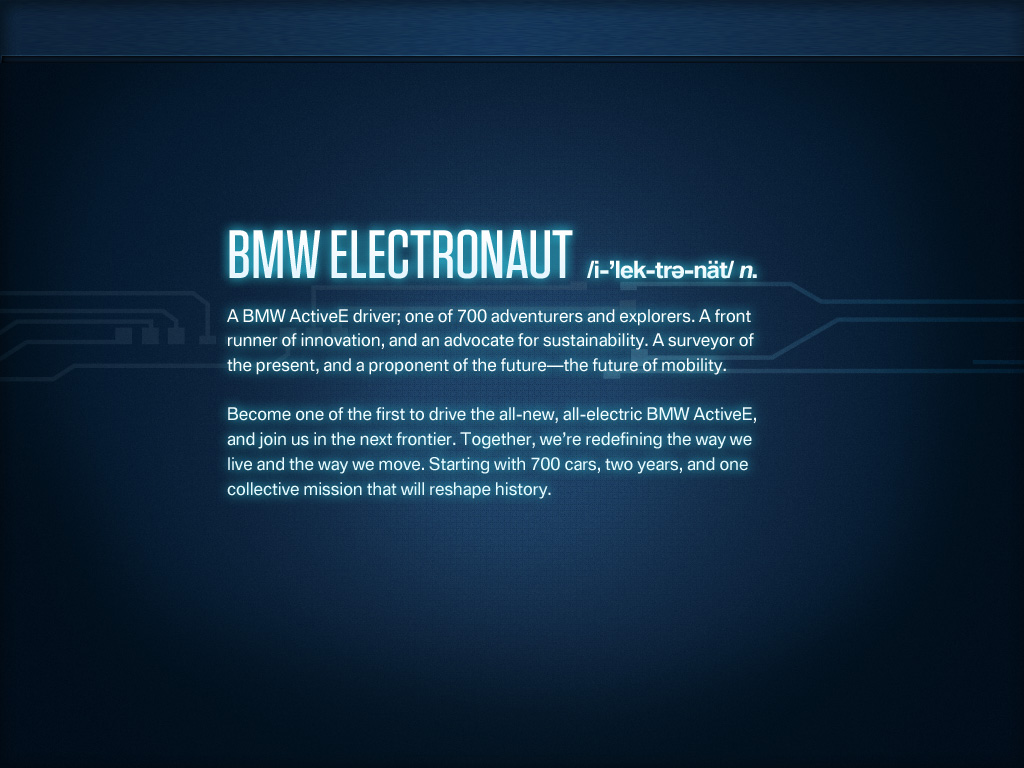 BMW ELECTRONAUT /i-’lek-trə-nät/ n.
A BMW ActiveE driver; one of 700 adventurers and explorers. A front
runner of innovation, and an advocate for sustainability. A surveyor of
the present, and a proponent of the future—the future of mobility.
Become one of the first to drive the all-new, all-electric BMW ActiveE,
and join us in the next frontier. Together, we’re redefining the way we
live and the way we move. Starting with 700 cars, two years, and one
collective mission that will reshape history.